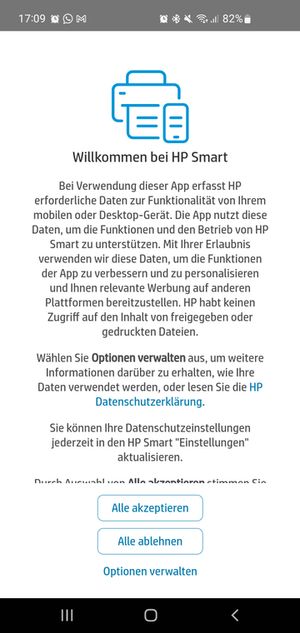 17:09
82%
Willkommen bei HP Smart
Bei Verwendung dieser App erfasst HP
erforderliche Daten zur Funktionalität von Ihrem
mobilen oder Desktop-Gerät. Die App nutzt diese
Daten, um die Funktionen und den Betrieb von HP
Smart zu unterstützen. Mit Ihrer Erlaubnis
verwenden wir diese Daten, um die Funktionen
der App zu verbessern und zu personalisieren
und Ihnen relevante Werbung auf anderen
Plattformen bereitzustellen. HP habt keinen
Zugriff auf den Inhalt von freigegeben oder
gedruckten Dateien.
Wählen Sie Optionen verwalten aus, um weitere
Informationen darüber zu erhalten, wie Ihre
Daten verwendet werden, oder lesen Sie die HP
Datenschutzerklärung.
Sie können Ihre Datenschutzeinstellungen
jederzeit in den HP Smart "Einstellungen"
aktualisieren.
Durch Auswahl von Alle akzeptieren stimmen Sie
Alle akzeptieren
Alle ablehnen
Optionen verwalten